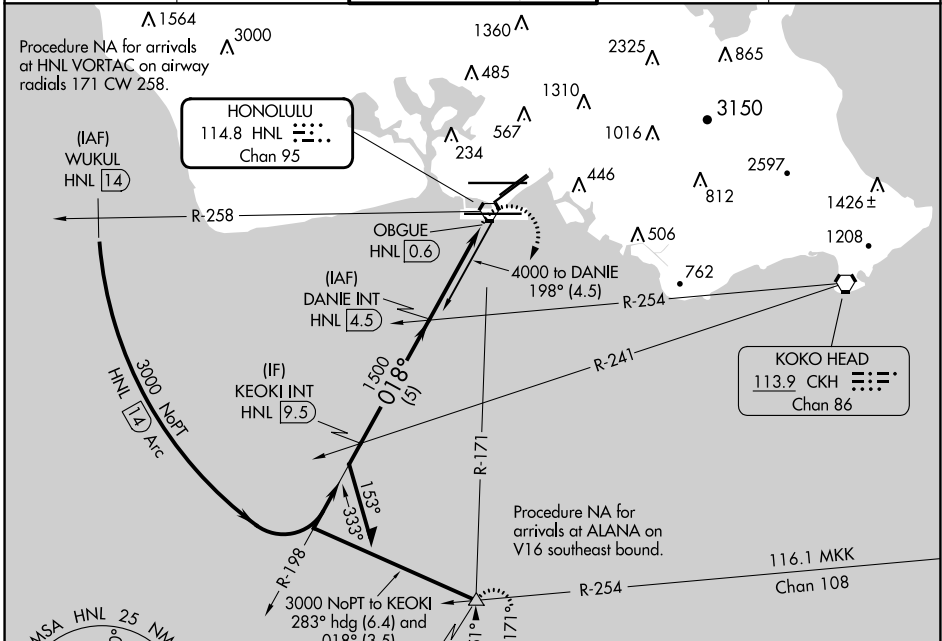 1564
3000
1360
2325
865
Procedure NA for arrivals
at HNL VORTAC on airway
radials 171 CW 258.
485
1310
3150
HONOLULU
114.8 HNL
Chan 95
567
1016
234
(IAF)
WUKUL
HNL 14
446
2597
812
1426 ±
R-258
OBGUE
HNL 0.6
506
1208
4000 to DANIE
198° (4.5)
762
(IAF)
DANIE INT
HNL 4.5
R-254
R-241
1500
018°
(5)
KOKO HEAD
113.9 CKH
Chan 86
(IF)
KEOKI INT
HNL 9.5
3000 NoPT
HNL 14 Arc
R-171
153°
333°
Procedure NA for
arrivals at ALANA on
V16 southeast bound.
R-198
116.1 MKK
Chan 108
R-254
3000 NoPT to KEOKI
283° hdg (6.4) and
018° (3.5)
171°
MSA HNL 25 NM